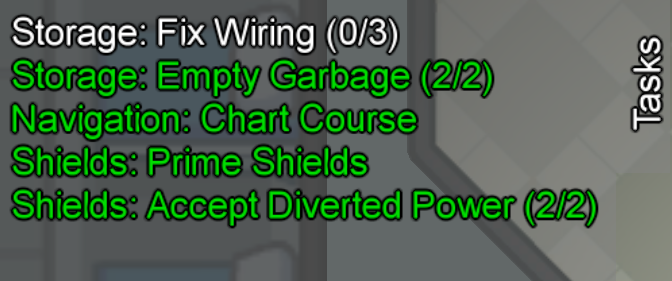 Storage: Fix Wiring (0/3)
Storage: Empty Garbage (2/2)
Navigation: Chart Course
Shields: Prime Shields
Shields: Accept Diverted Power (2/2)
Tasks